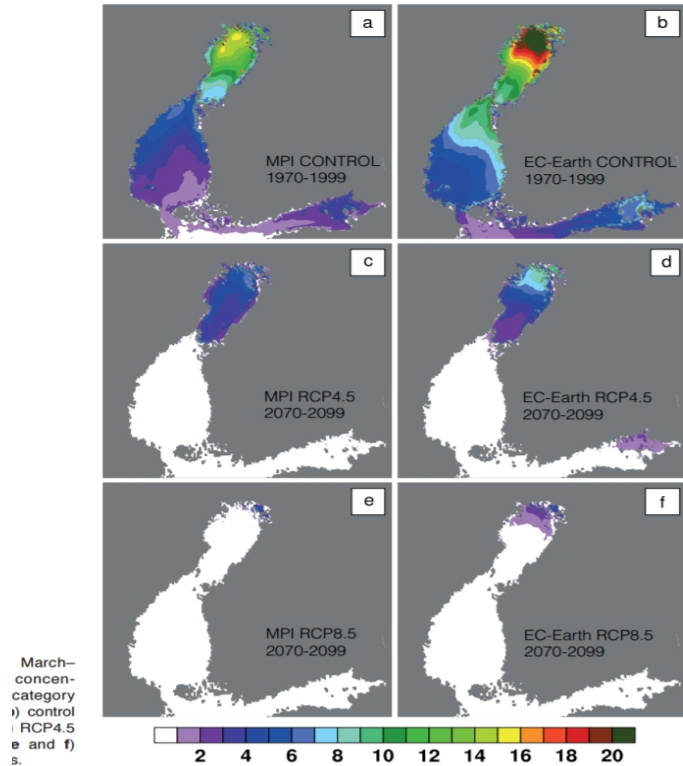 a
b
MPI CONTROL
1970-1999
EC-Earth CONTROL
1970-1999
c
d
MPI RCP4.5
2070-2099
EC-Earth RCP4.5
2070-2099
e
f
MPI RCP8.5
2070-2099
EC-Earth RCP8.5
2070-2099
March–
concen-
category
) control
RCP4.5
e and f)
s.
2 4 6 8 10 12 14 16 18 20